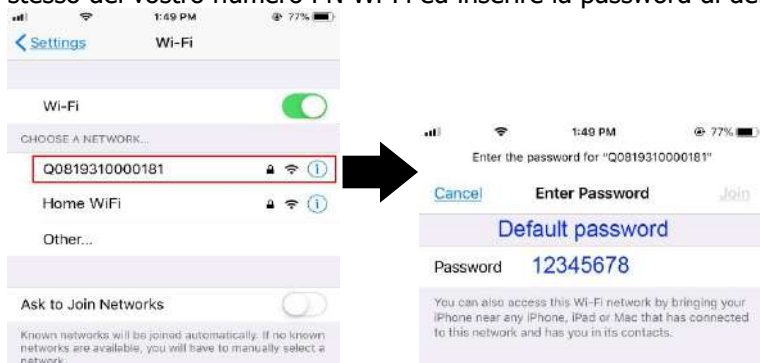 stesso del vostro numero PN Wi-Fi ed inserire la password di de
1:49 PM
77%
Settings
Wi-Fi
Wi-Fi
CHOOSE A NETWORK...
Q0819310000181
Home WiFi
Other...
Ask to Join Networks
Known networks will be joined automatically. If no known
networks are available, you will have to manually select a
network.
1:49 PM
77%
Enter the password for "Q0819310000181"
Cancel
Enter Password
Join
Default password
Password
12345678
You can also access this Wi-Fi network by bringing your
iPhone near any iPhone, iPad or Mac that has connected
to this network and has you in its contacts.